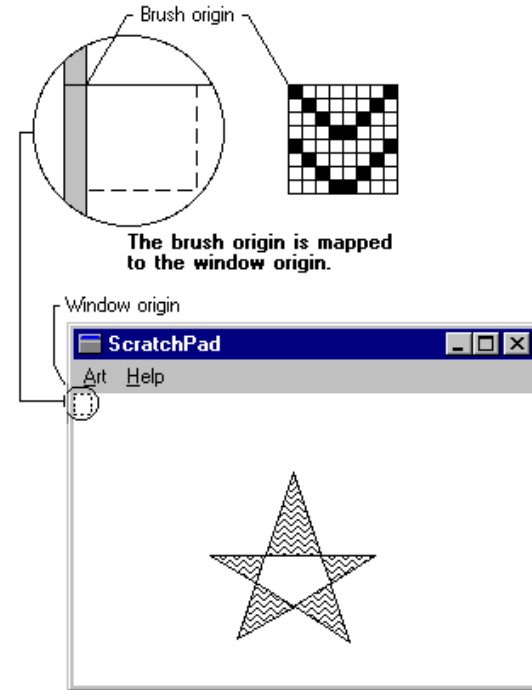 Brush origin
The brush origin is mapped
to the window origin.
Window origin
ScratchPad
Art Help